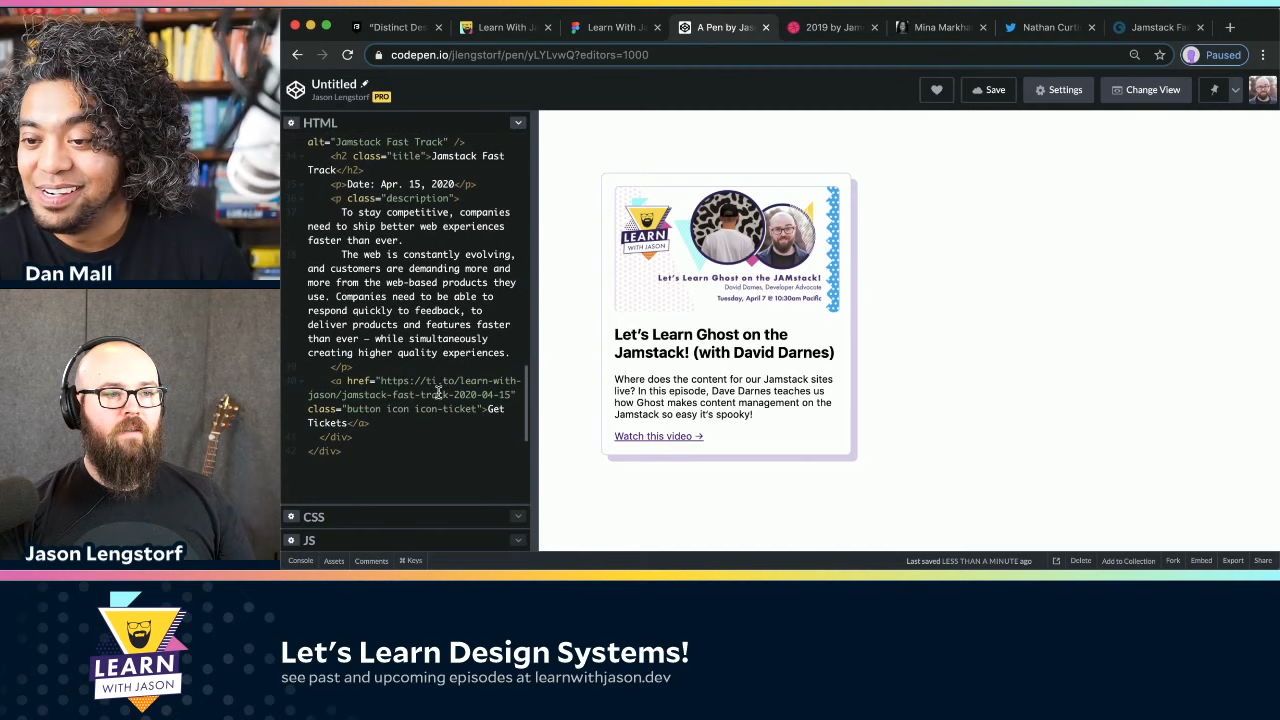 "Distinct Des
Learn With J
Learn With Ja
A Pen by Jas
2019 by Jam
Mina Markha
Nathan Curti
Jamstack Fa
codepen.io/jlengstorf/pen/yLYLvwQ?editors=1000
Paused
Untitled
Jason Lengstorf PRO
Save
Settings
Change View
HTML
alt="Jamstack Fast Track" />
34 <h2 class="title">Jamstack Fast
Track</h2>
35 <p>Date: Apr. 15, 2020</p>
36 <p class="description">
37 To stay competitive, companies
need to ship better web experiences
faster than ever.
38 The web is constantly evolving,
and customers are demanding more and
more from the web-based products they
use. Companies need to be able to
respond quickly to feedback, to
deliver products and features faster
than ever – while simultaneously
creating higher quality experiences.
39 </p>
40 <a href="https://ti.to/learn-with-
jason/jamstack-fast-track-2020-04-15"
class="button icon icon-ticket">Get
Tickets</a>
41 </div>
42 </div>
CSS
JS
LEARN
WITH JASON
Let's Learn Ghost on the JAMstack!
David Darnes, Developer Advocate
Tuesday, April 7 @ 10:30am Pacific
Let's Learn Ghost on the
Jamstack! (with David Darnes)
Where does the content for our Jamstack sites
live? In this episode, Dave Darnes teaches us
how Ghost makes content management on the
Jamstack so easy it's spooky!
Watch this video →
Console
Assets
Comments
⌘ Keys
Last saved LESS THAN A MINUTE ago
Delete
Add to Collection
Fork
Embed
Export
Share
Dan Mall
Jason Lengstorf
LEARN
WITH JASON
Let's Learn Design Systems!
see past and upcoming episodes at learnwithjason.dev